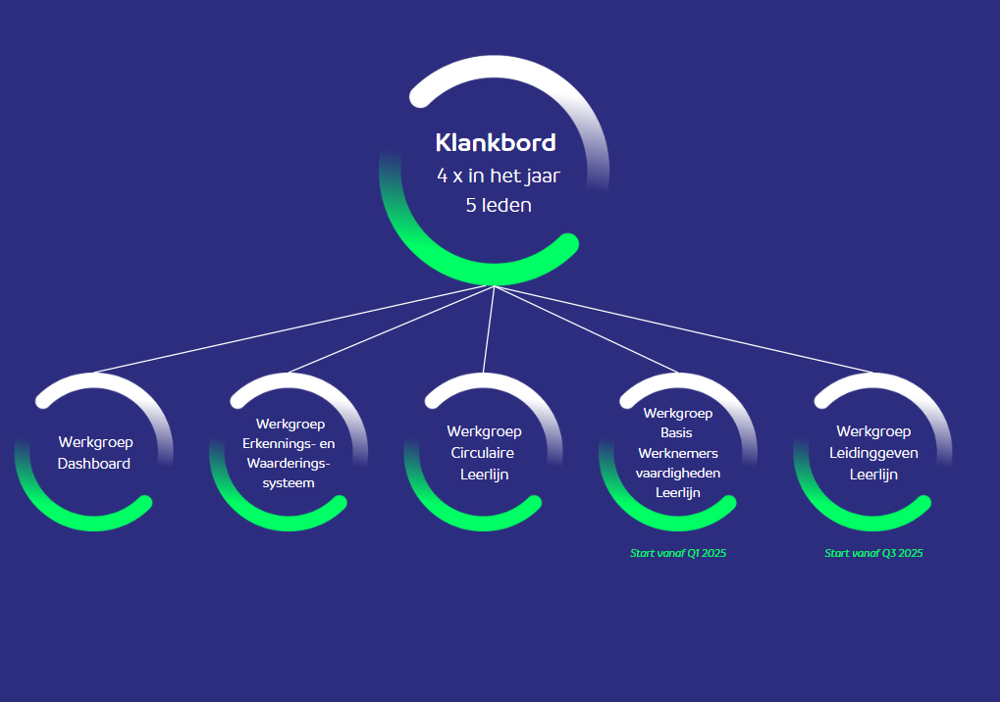 Klankbord
4 x in het jaar
5 leden
Werkgroep
Dashboard
Werkgroep
Erkennings- en
Waarderings-
systeem
Werkgroep
Circulaire
Leerlijn
Werkgroep
Basis
Werknemers
vaardigheden
Leerlijn
Start vanaf Q1 2025
Werkgroep
Leidinggeven
Leerlijn
Start vanaf Q3 2025